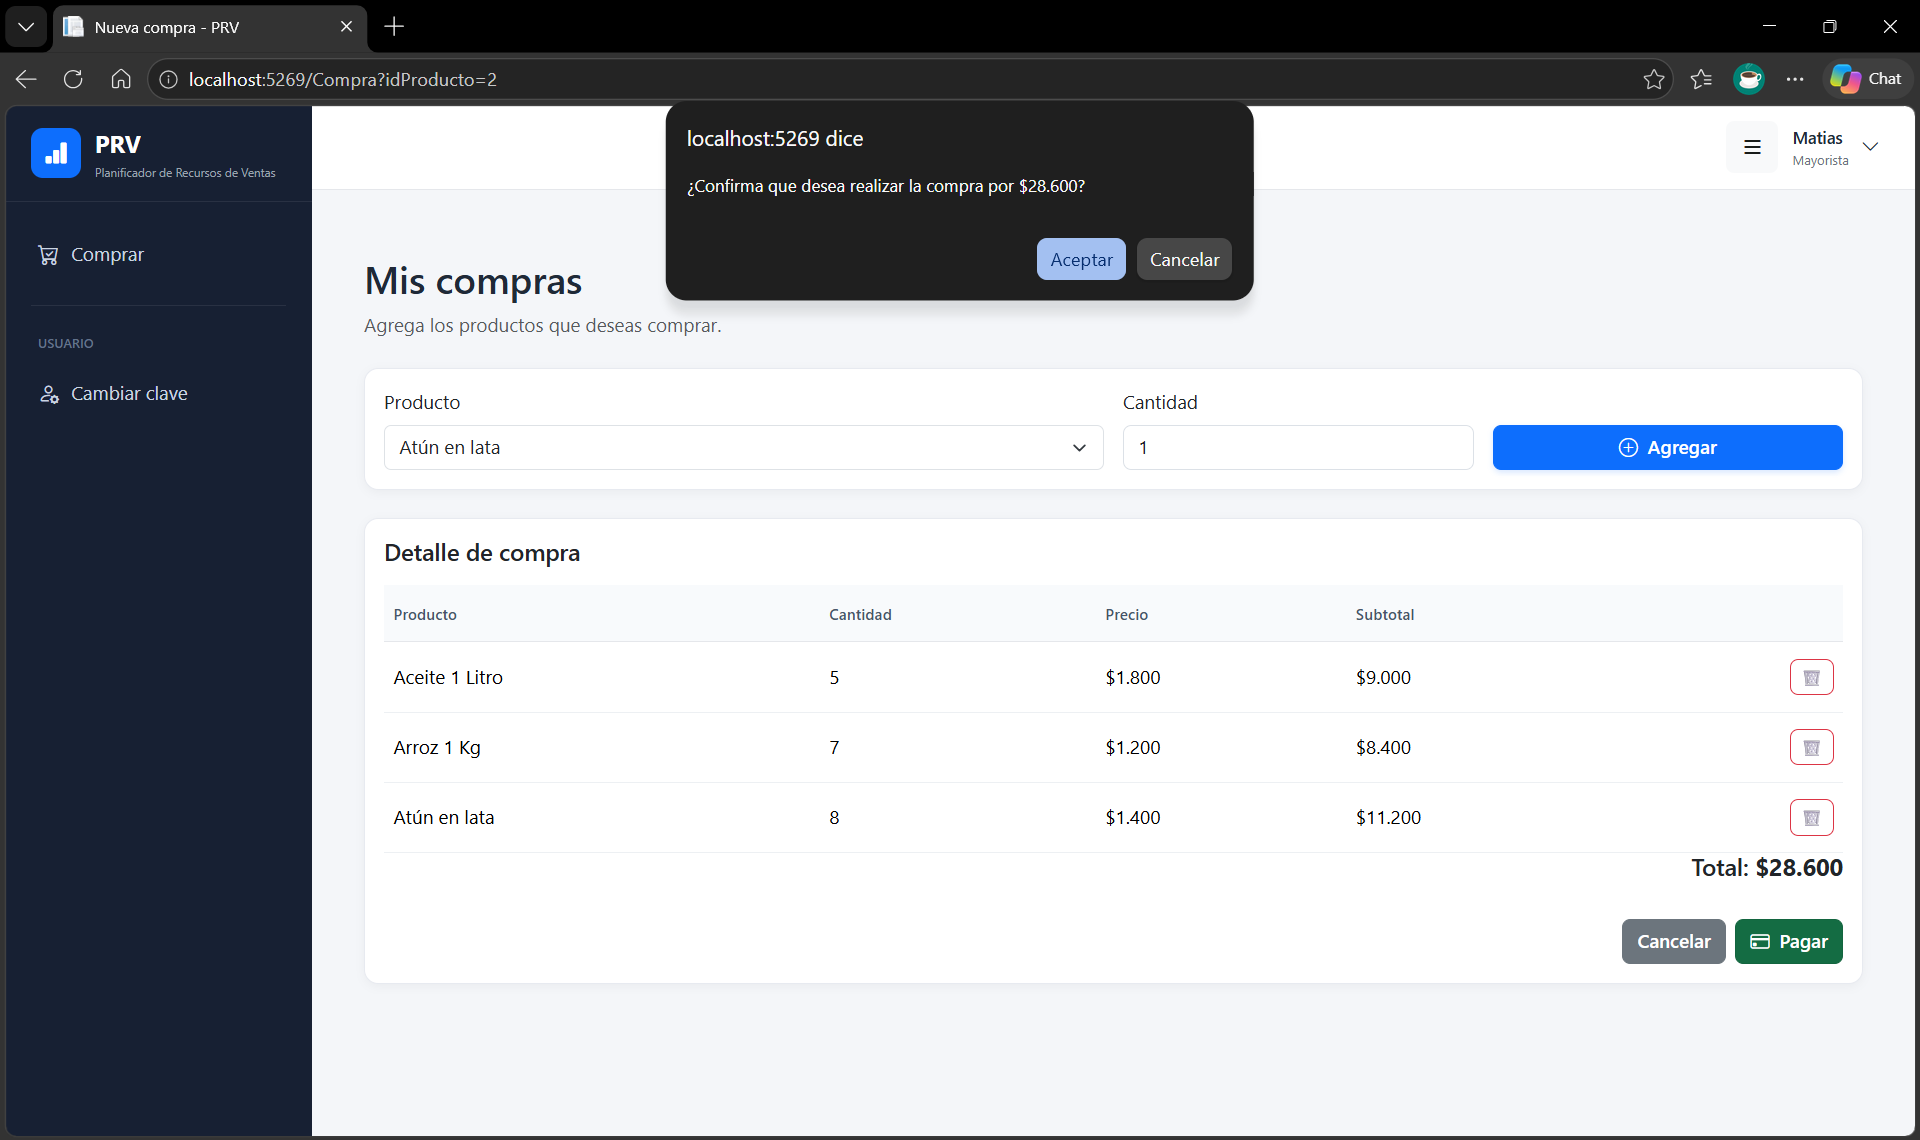 Nueva compra - PRV
localhost:5269/Compra?idProducto=2
Chat
PRV
Planificador de Recursos de Ventas
Comprar
USUARIO
Cambiar clave
localhost:5269 dice
¿Confirma que desea realizar la compra por $28.600?
Aceptar
Cancelar
Matias
Mayorista
Mis compras
Agrega los productos que deseas comprar.
Producto
Cantidad
Atún en lata
1
Agregar
Detalle de compra
Producto Cantidad Precio Subtotal
Aceite 1 Litro 5 $1.800 $9.000
Arroz 1 Kg 7 $1.200 $8.400
Atún en lata 8 $1.400 $11.200
Total: $28.600
Cancelar
Pagar